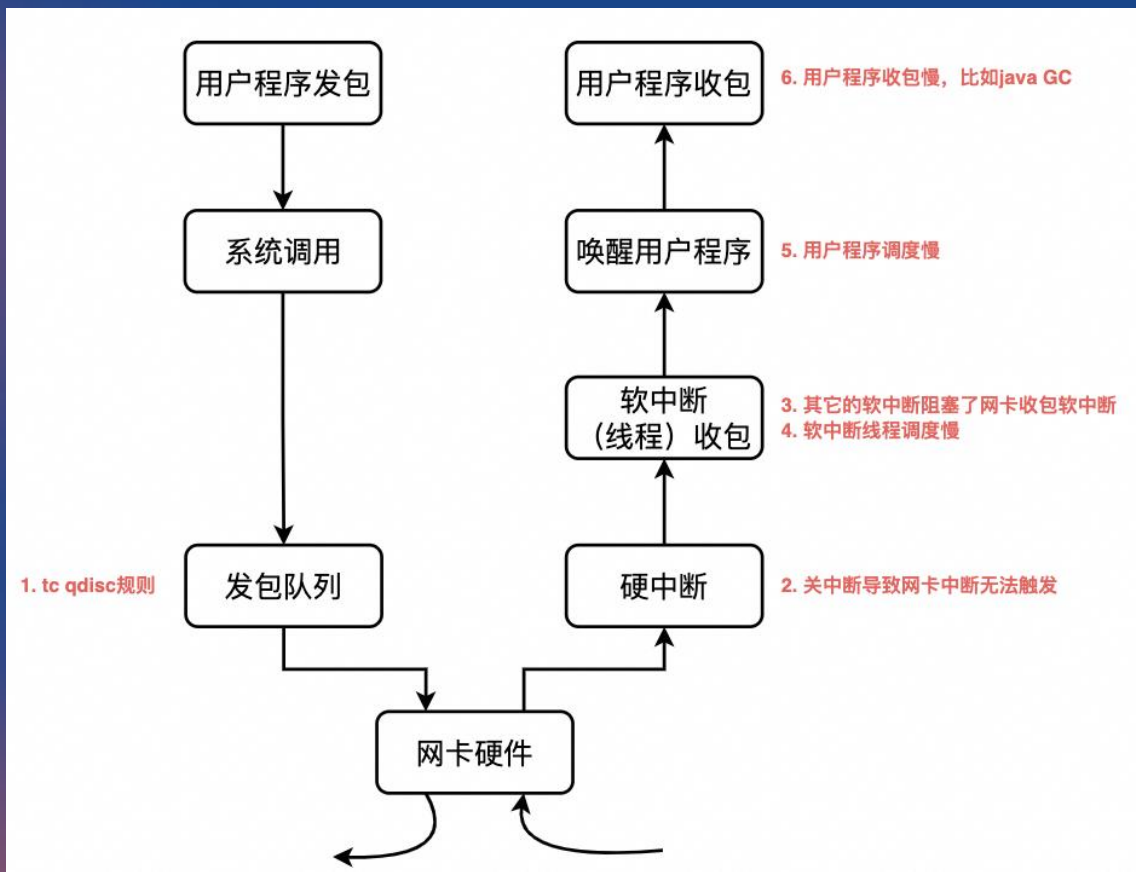 用户程序发包
用户程序收包
6. 用户程序收包慢，比如java GC
系统调用
唤醒用户程序
5. 用户程序调度慢
软中断
（线程）收包
3. 其它的软中断阻塞了网卡收包软中断
4. 软中断线程调度慢
1. tc qdisc规则
发包队列
硬中断
2. 关中断导致网卡中断无法触发
网卡硬件